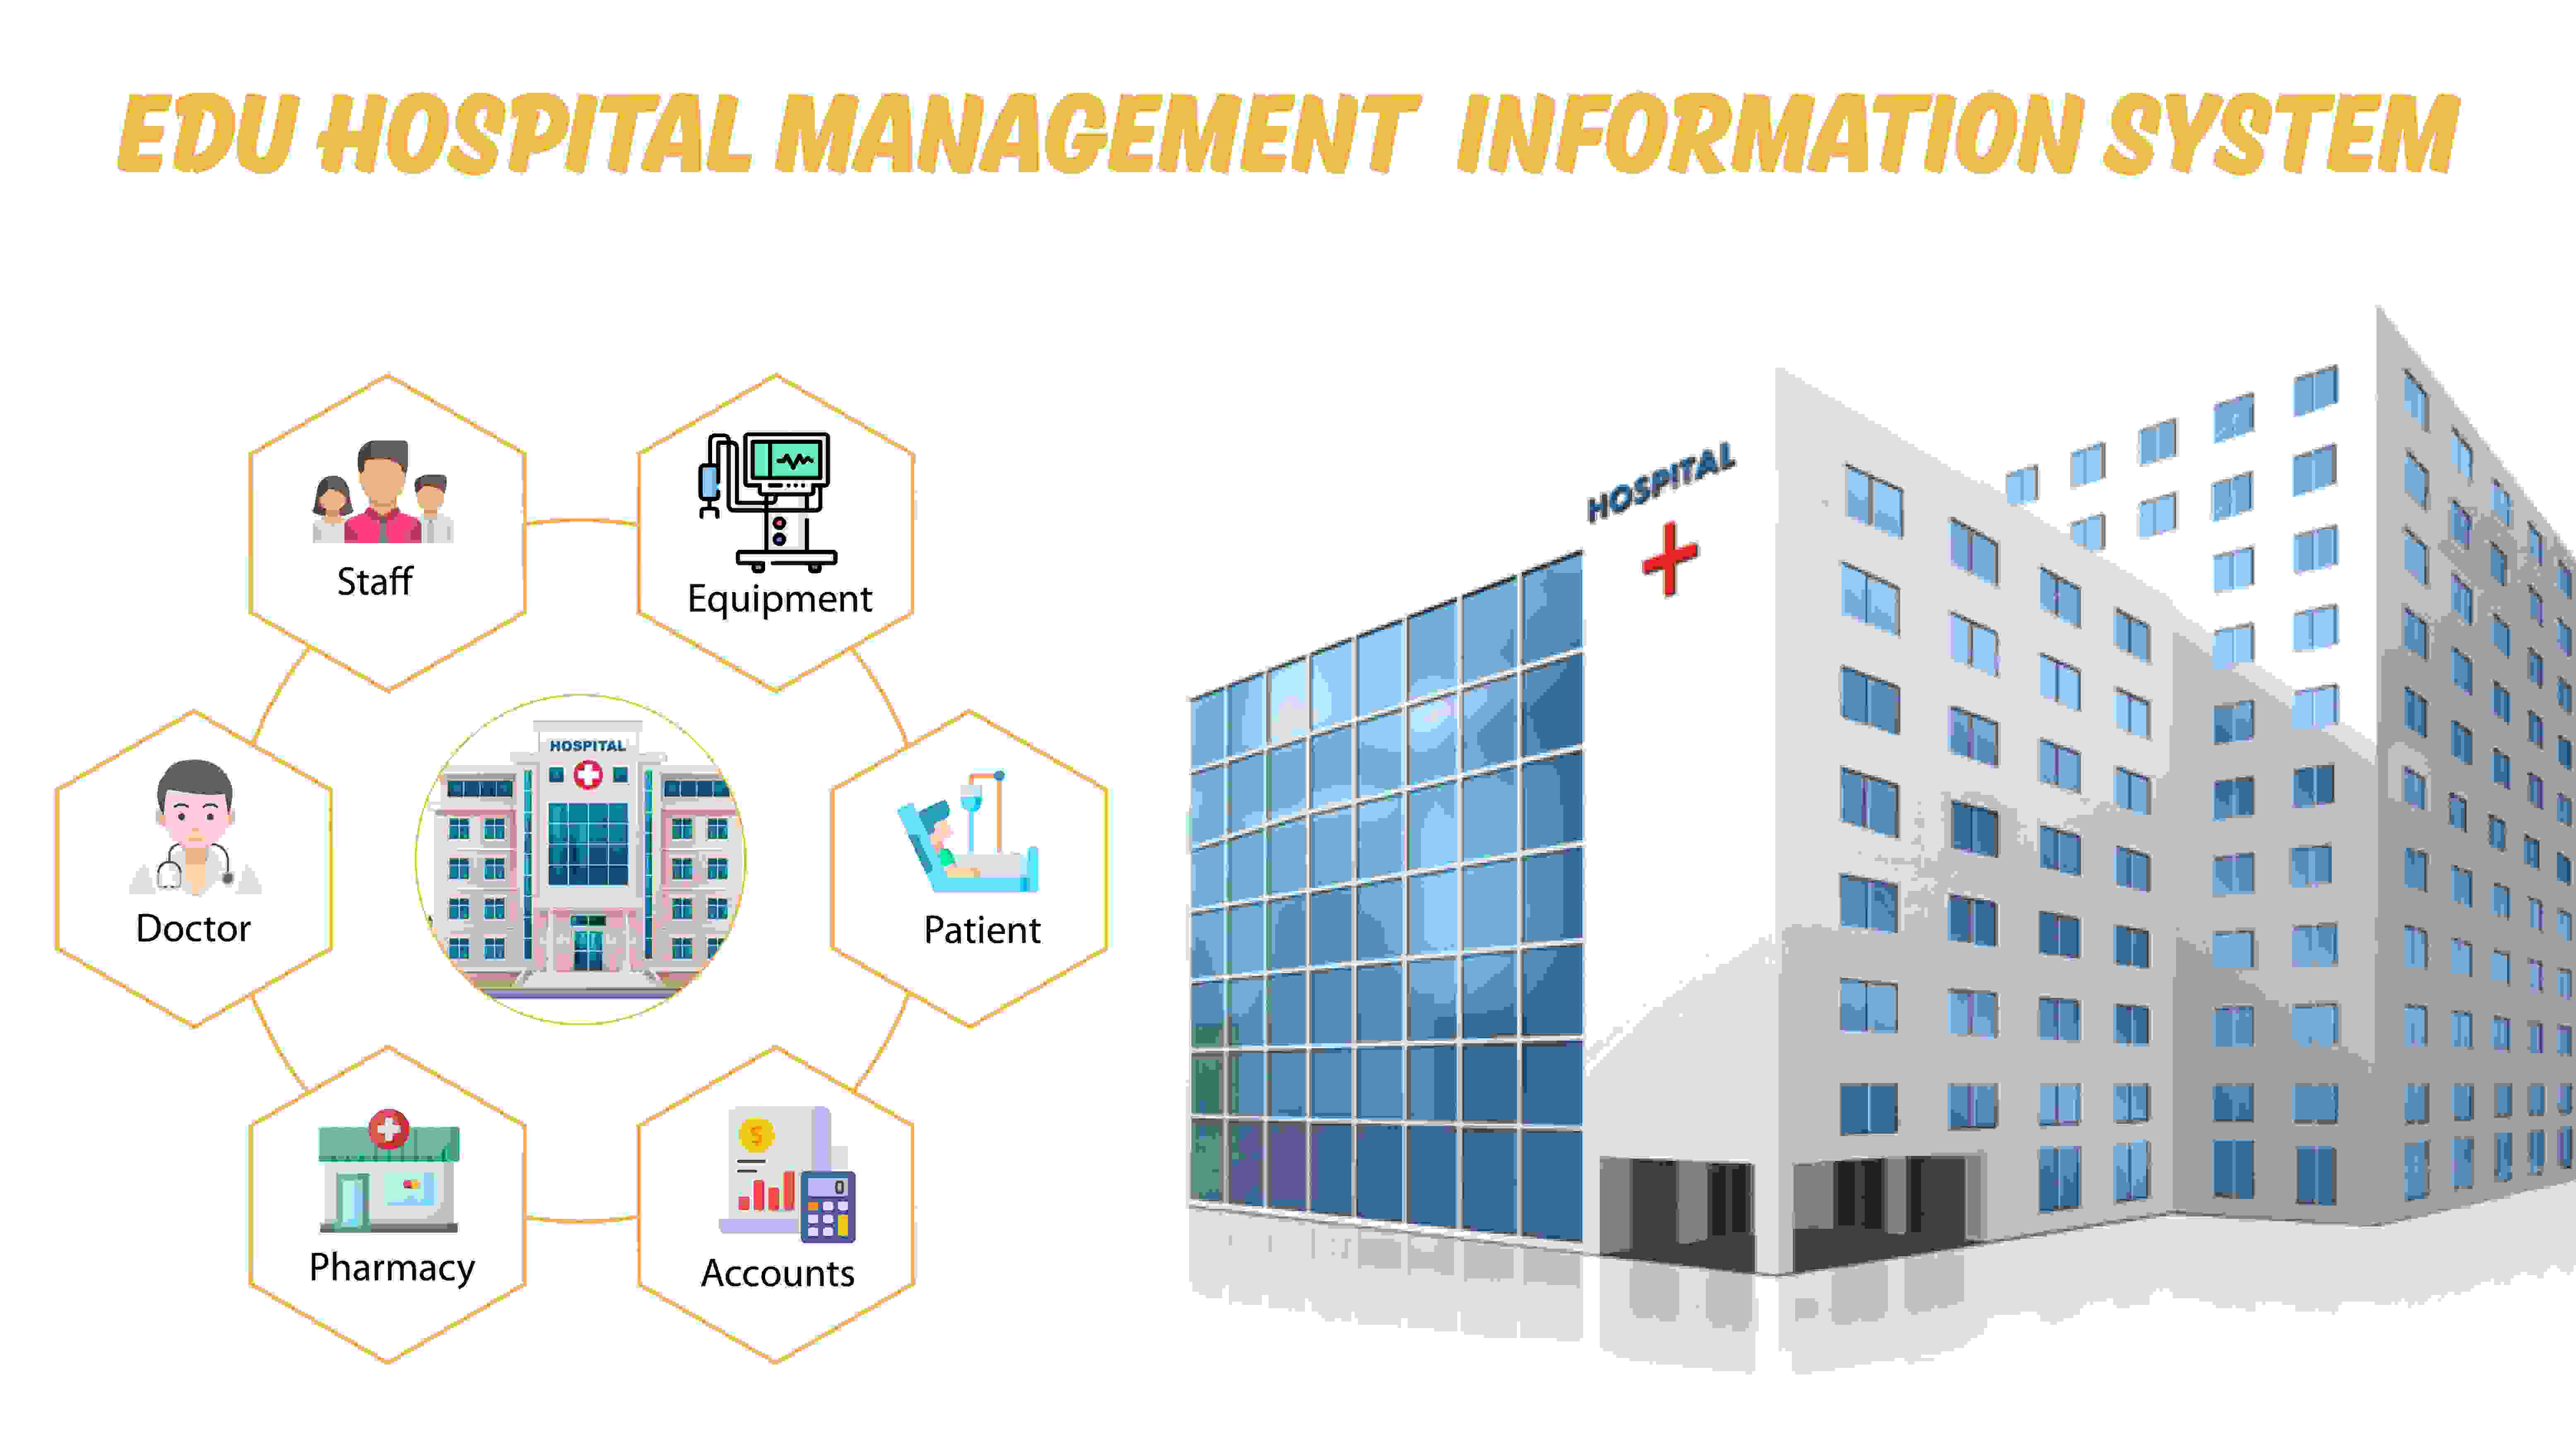 EDU HOSPITAL MANAGEMENT INFORMATION SYSTEM
Staff
Equipment
HOSPITAL
HOSPITAL
Doctor
Patient
Pharmacy
Accounts